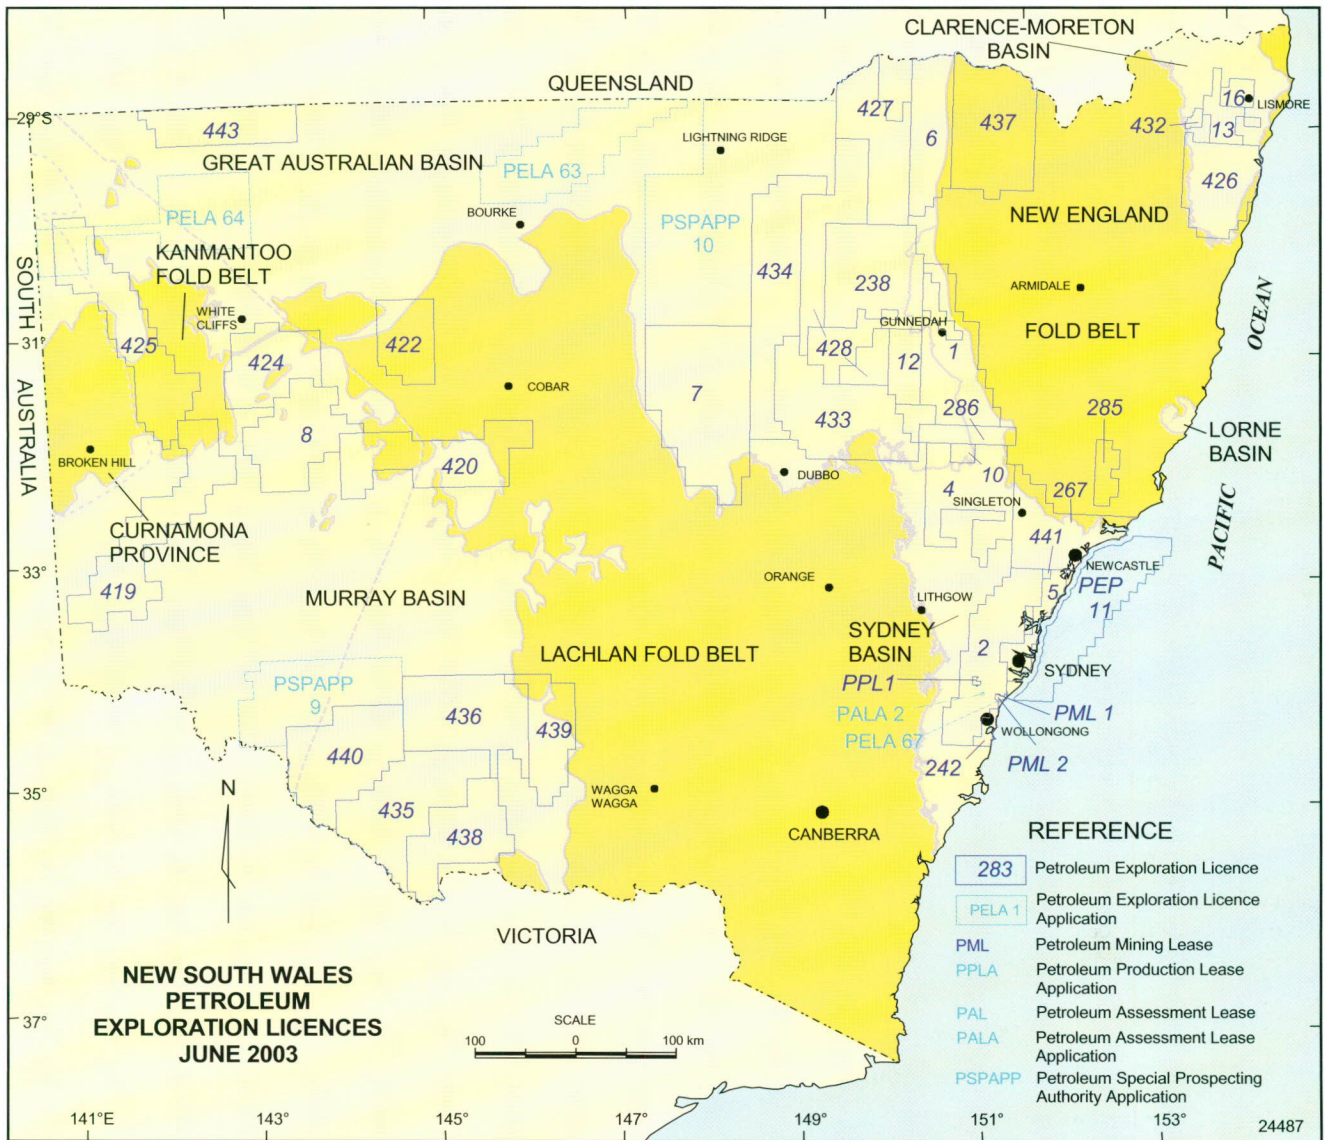 CLARENCE-MORETON
BASIN
QUEENSLAND
29°S
443
427
6
437
432
16
LISMORE
13
426
GREAT AUSTRALIAN BASIN
LIGHTNING RIDGE
PELA 63
PELA 64
BOURKE
PSPAPP
10
NEW ENGLAND
KANMANTOO
FOLD BELT
SOUTH AUSTRALIA
WHITE
CLIFFS
434
238
ARMIDALE
PACIFIC OCEAN
GUNNEDAH
FOLD BELT
31°
425
424
422
428
12
1
COBAR
7
433
286
285
8
LORNE
BASIN
BROKEN HILL
420
DUBBO
4
10
267
SINGLETON
CURNAMONA
PROVINCE
441
33°
419
ORANGE
NEWCASTLE
PEP
11
5
MURRAY BASIN
LITHGOW
SYDNEY
BASIN
2
LACHLAN FOLD BELT
SYDNEY
PSPAPP
9
PPL1
436
439
PALA 2
PML 1
440
PELA 67
WOLLONGONG
242
PML 2
N
35°
435
438
WAGGA
WAGGA
CANBERRA
VICTORIA
NEW SOUTH WALES
PETROLEUM
EXPLORATION LICENCES
JUNE 2003
SCALE
100 0 100 km
37°
REFERENCE
283 Petroleum Exploration Licence
PELA 1 Petroleum Exploration Licence
Application
PML Petroleum Mining Lease
PPLA Petroleum Production Lease
Application
PAL Petroleum Assessment Lease
PALA Petroleum Assessment Lease
Application
PSPAPP Petroleum Special Prospecting
Authority Application
141°E 143° 145° 147° 149° 151° 153°
24487